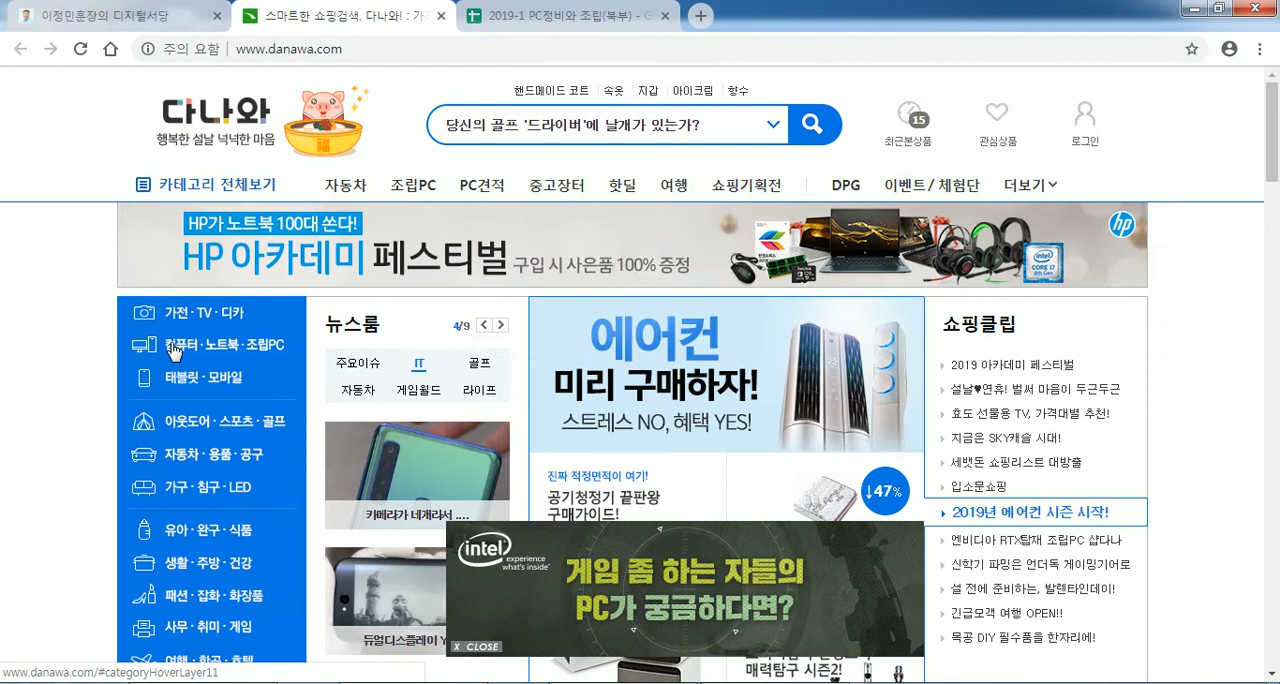 이정민훈장의 디지털서당
스마트한 쇼핑검색, 다나와! : 가격
2019-1 PC정비와 조립(북부) - G
주의 요함
www.danawa.com
핸드메이드 코트
속옷
지갑
아이크림
향수
다나와
행복한 설날 넉넉한 마음
福
당신의 골프 '드라이버'에 날개가 있는가?
15
최근본상품
관심상품
로그인
카테고리 전체보기
자동차
조립PC
PC견적
중고장터
핫딜
여행
쇼핑기획전
DPG
이벤트/ 체험단
더보기
HP가 노트북 100대 쏜다!
HP 아카데미 페스티벌 구입 시 사은품 100% 증정
hp
intel
CORE i7
8th Gen
가전 · TV · 디카
컴퓨터 · 노트북 · 조립PC
태블릿 · 모바일
아웃도어 · 스포츠 · 골프
자동차 · 용품 · 공구
가구 · 침구 · LED
유아 · 완구 · 식품
생활 · 주방 · 건강
패션 · 잡화 · 화장품
사무 · 취미 · 게임
여행 · 항공 · 호텔
뉴스룸
4/9
주요이슈
IT
골프
자동차
게임월드
라이프
카메라가 네개라서 ....
듀얼디스플레이
에어컨
미리 구매하자!
스트레스 NO, 혜택 YES!
진짜 적정면적이 여기!
공기청정기 끝판왕
구매가이드!
↓47%
intel
experience
what's inside
게임 좀 하는 자들의
PC가 궁금하다면?
X CLOSE
매력탐구 시즌2!
쇼핑클립
2019 아카데미 페스티벌
설날♥연휴! 벌써 마음이 두근두근
효도 선물용 TV, 가격대별 추천!
지금은 SKY캐슬 시대!
세뱃돈 쇼핑리스트 대방출
입소문쇼핑
2019년 에어컨 시즌 시작!
엔비디아 RTX탑재 조립PC 샵다나
신학기 파밍은 언더독 게이밍기어로
설 전에 준비하는, 발렌타인데이!
긴급모객 여행 OPEN!!
목공 DIY 필수품을 한자리에!
www.danawa.com/#categoryHoverLayer11